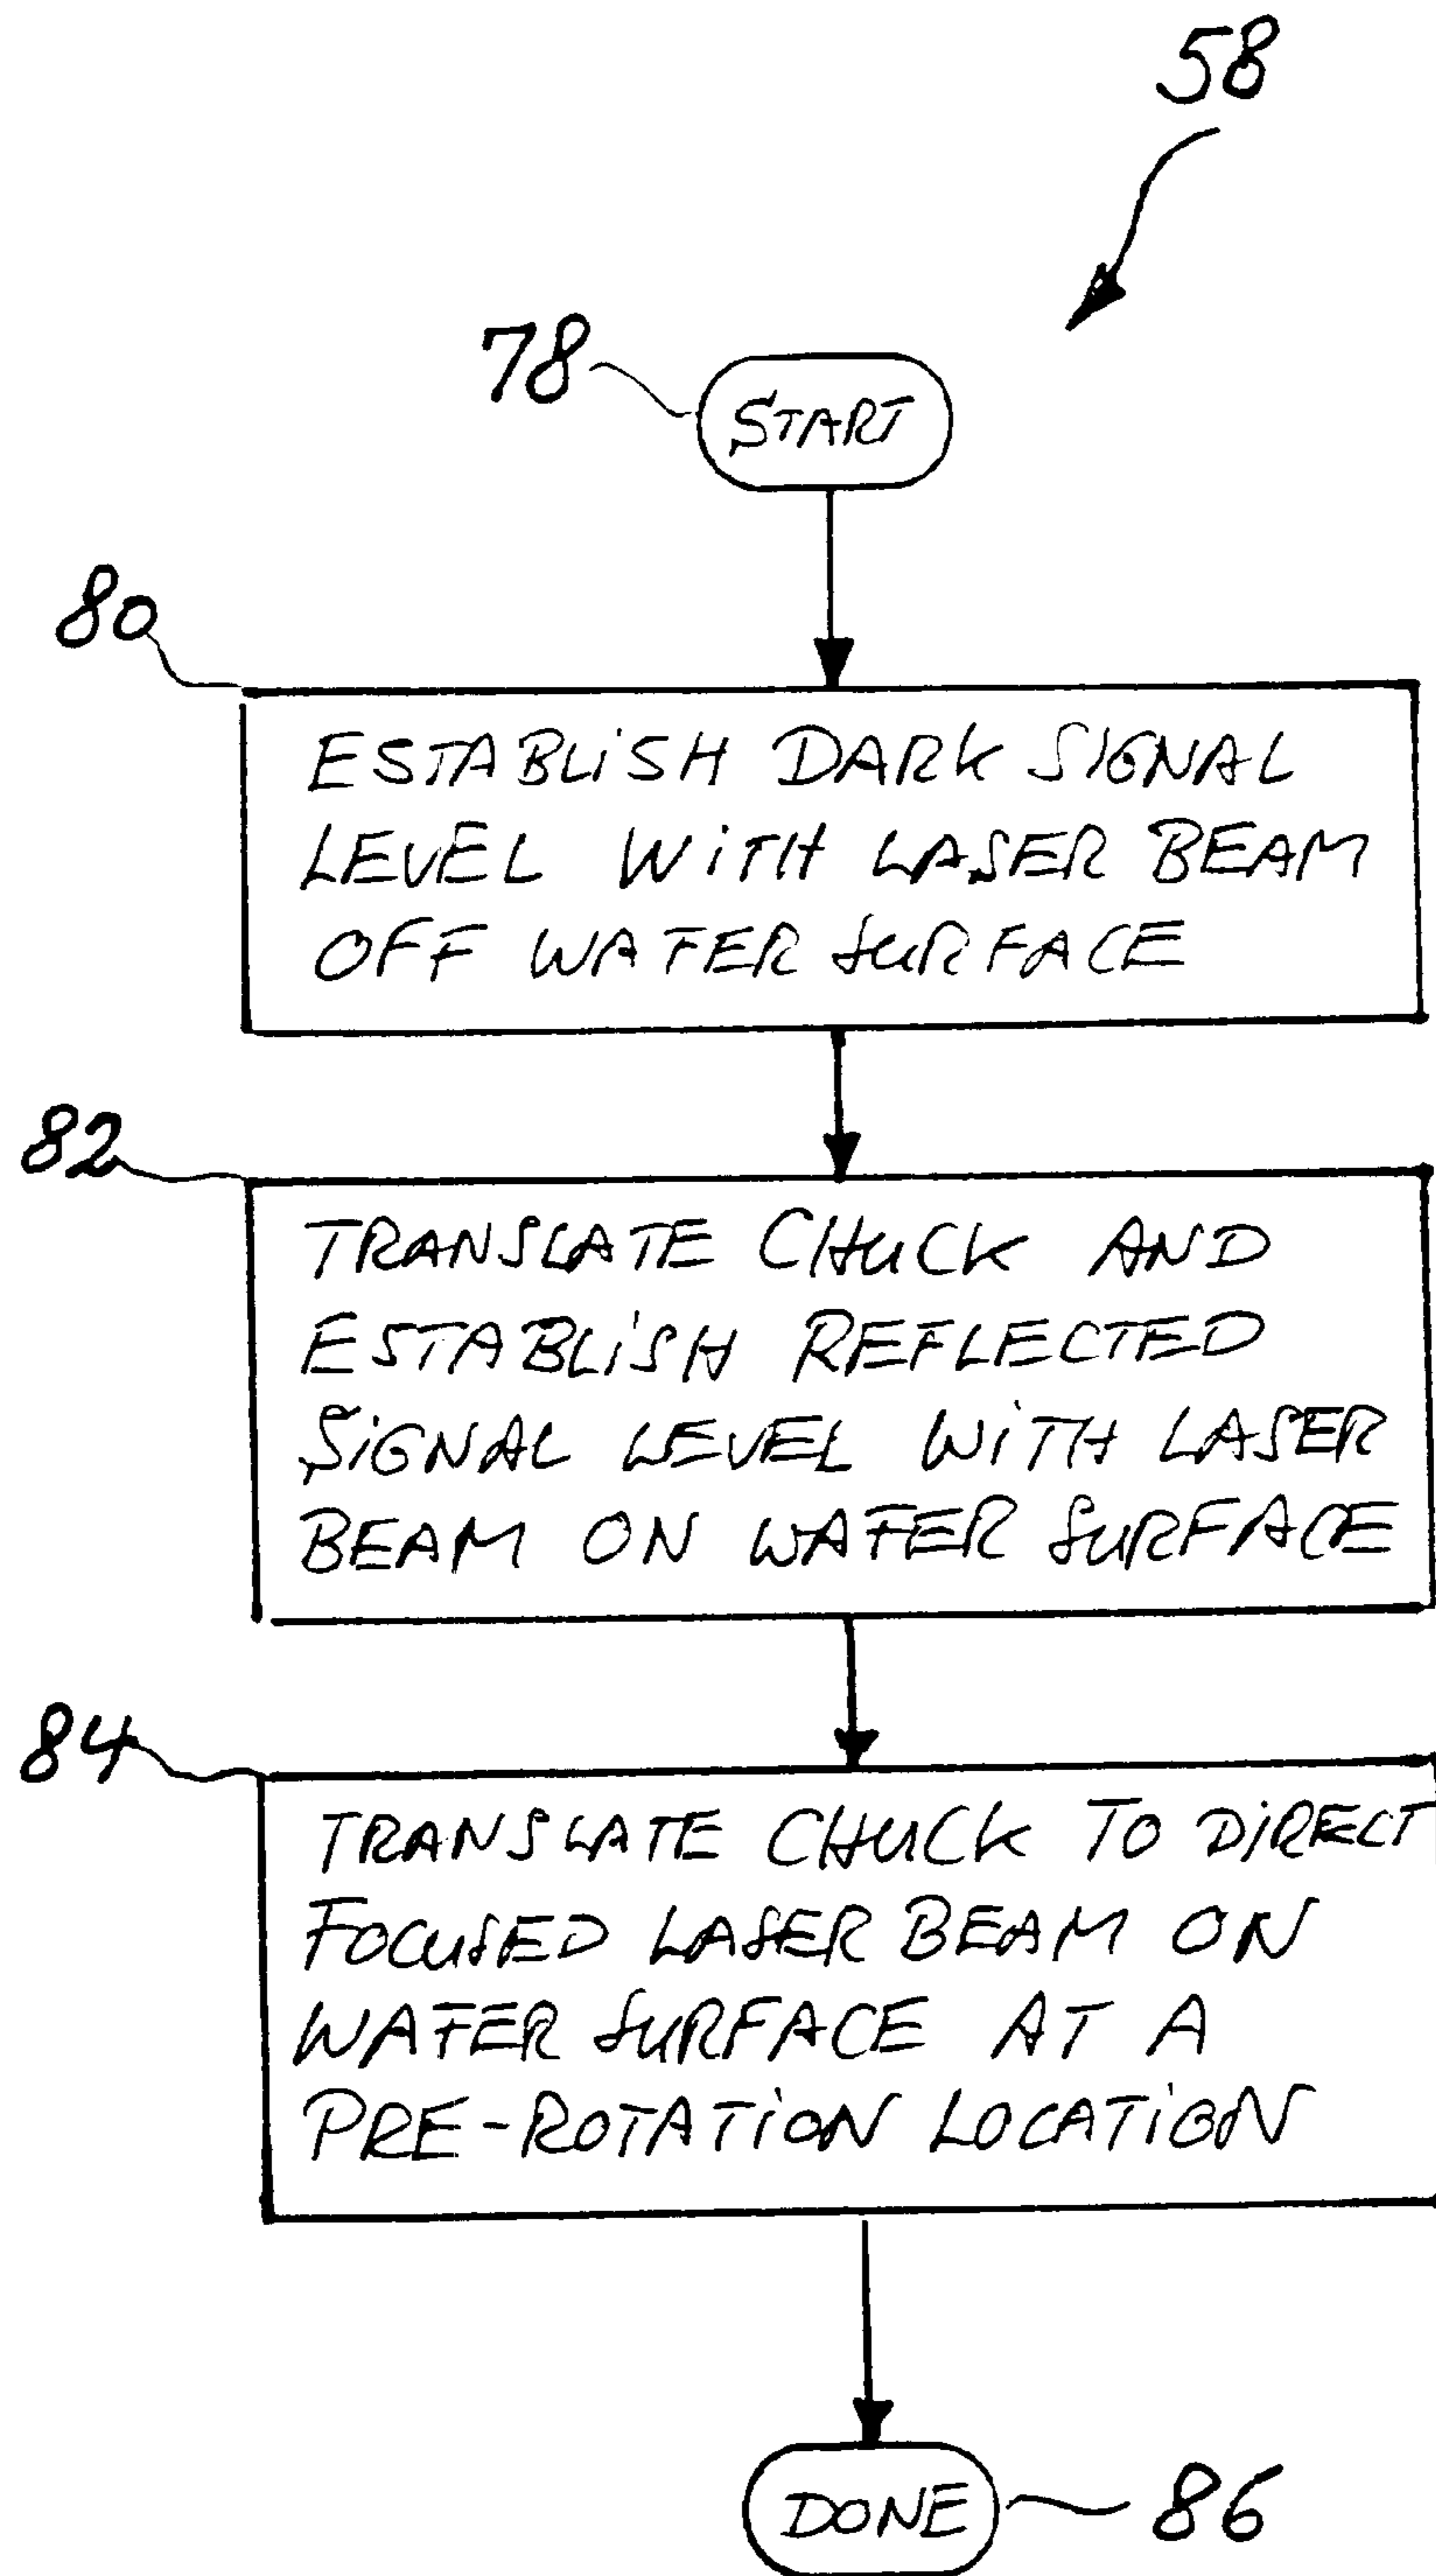 58
78
START
80
ESTABLISH DARK SIGNAL
LEVEL WITH LASER BEAM
OFF WAFER SURFACE
82
TRANSLATE CHUCK AND
ESTABLISH REFLECTED
SIGNAL LEVEL WITH LASER
BEAM ON WAFER SURFACE
84
TRANSLATE CHUCK TO DIRECT
FOCUSED LASER BEAM ON
WAFER SURFACE AT A
PRE-ROTATION LOCATION
DONE
86